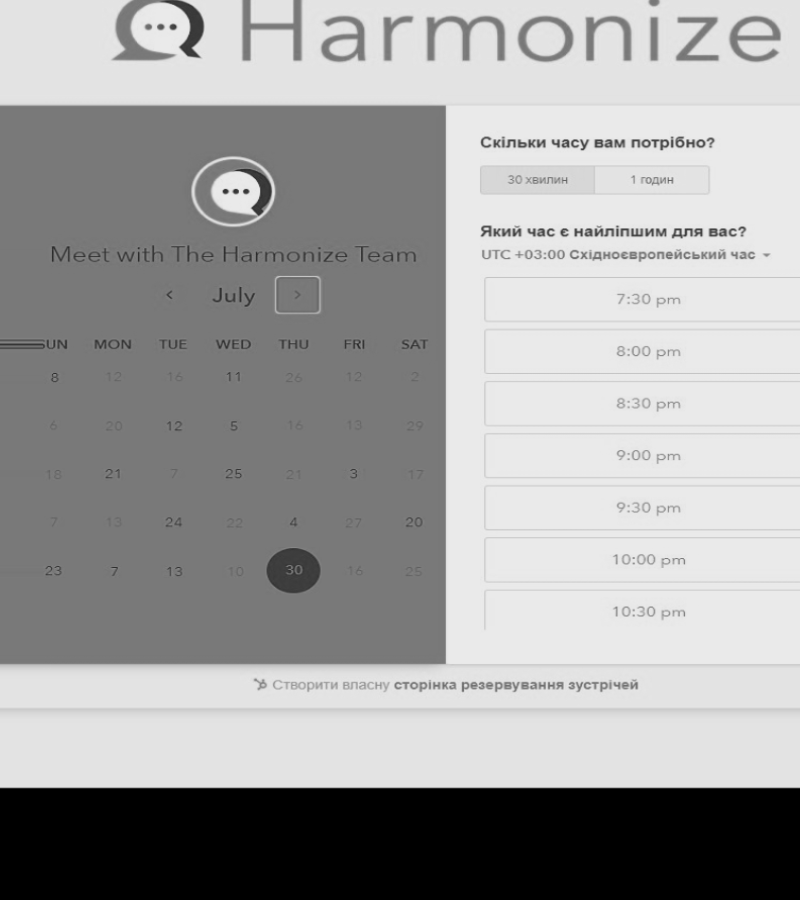 Harmonize
Meet with The Harmonize Team
‹ July ›
SUN MON TUE WED THU FRI SAT
8 12 16 11 26 12 2
6 20 12 5 16 13 29
18 21 7 25 21 3 17
7 13 24 22 4 27 20
23 7 13 10 30 16 25
Скільки часу вам потрібно?
30 хвилин 1 годин
Який час є найліпшим для вас?
UTC +03:00 Східноєвропейський час
7:30 pm
8:00 pm
8:30 pm
9:00 pm
9:30 pm
10:00 pm
10:30 pm
Створити власну сторінка резервування зустрічей